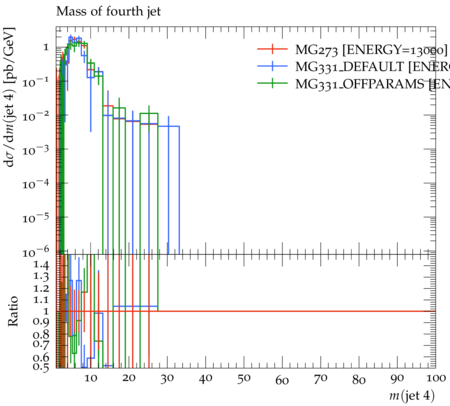 Mass of fourth jet
dσ/dm(jet 4) [pb/GeV]
1
10⁻¹
10⁻²
10⁻³
10⁻⁴
10⁻⁵
10⁻⁶
MG273 [ENERGY=13000]
MG331_DEFAULT [ENERG
MG331_OFFPARAMS [EN
Ratio
1.4
1.3
1.2
1.1
1
0.9
0.8
0.7
0.6
0.5
10 20 30 40 50 60 70 80 90 100
m(jet 4)